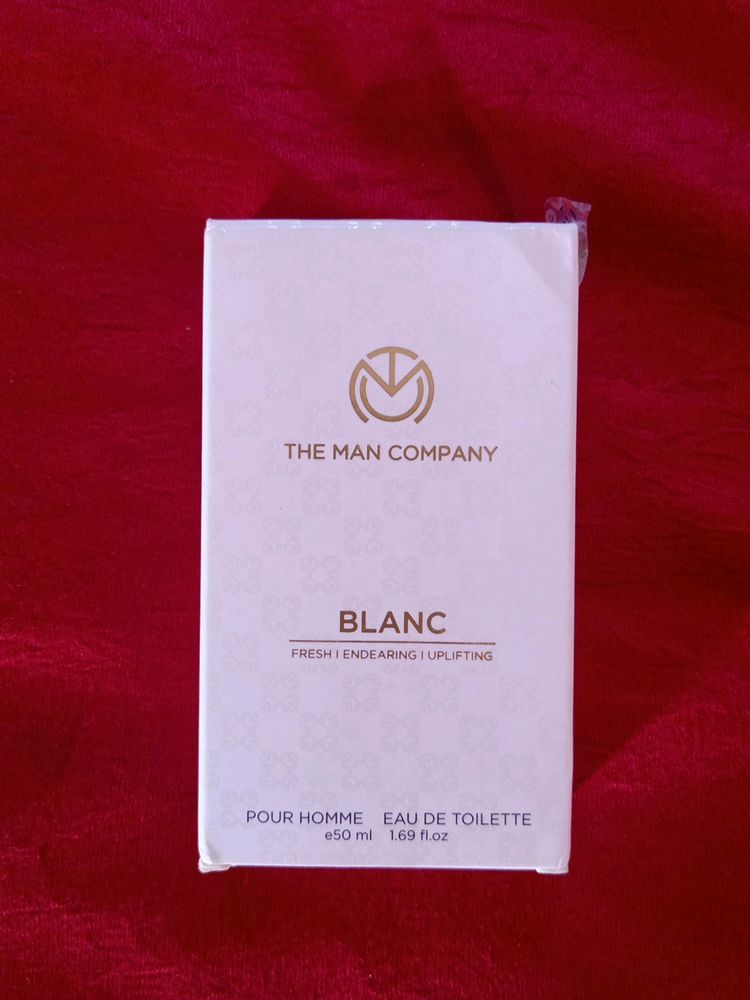 THE MAN COMPANY
BLANC
FRESH I ENDEARING I UPLIFTING
POUR HOMME EAU DE TOILETTE
e50 ml 1.69 fl.oz